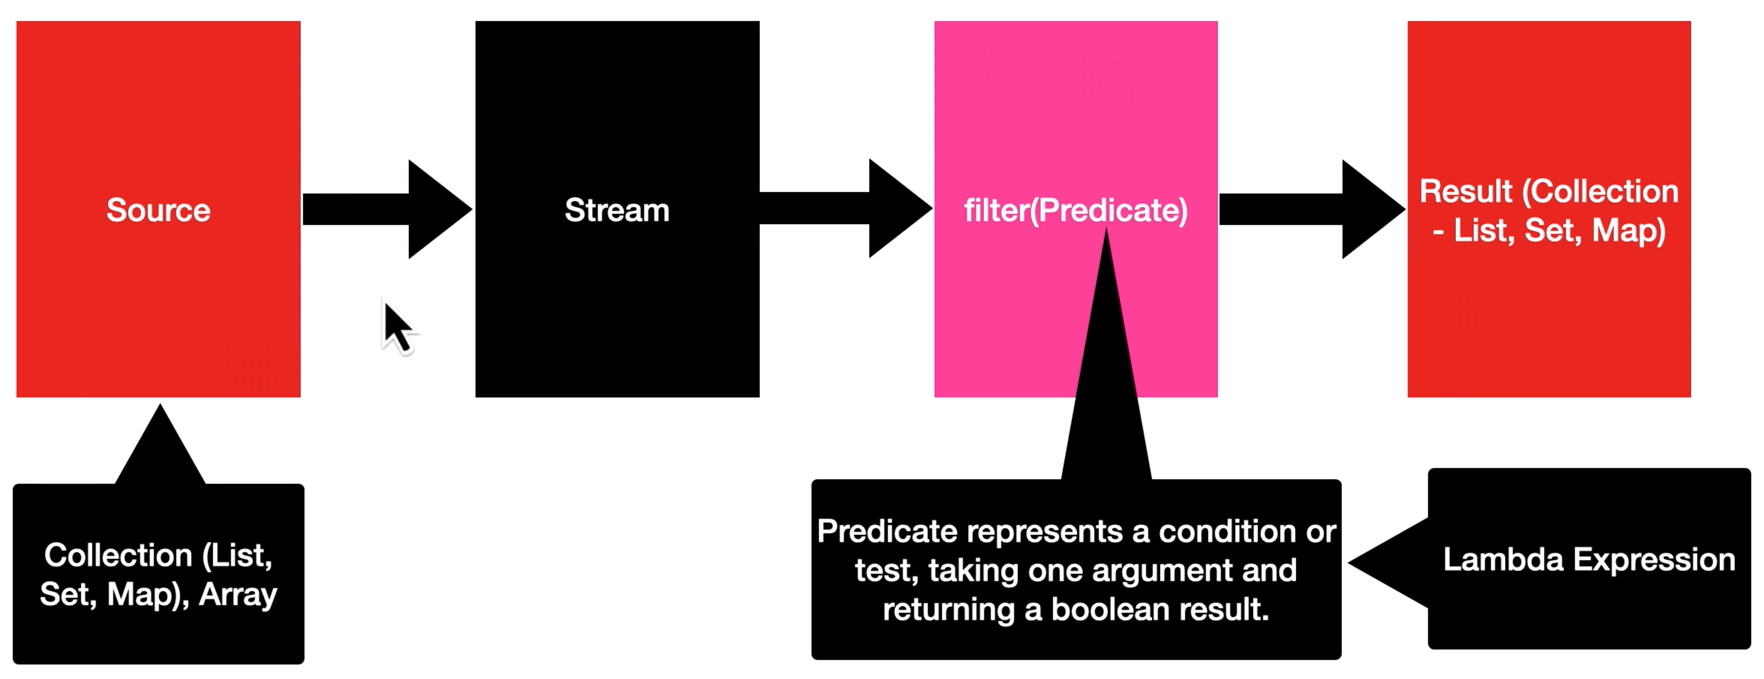 Source
Stream
filter(Predicate)
Result (Collection
- List, Set, Map)
Collection (List,
Set, Map), Array
Predicate represents a condition or
test, taking one argument and
returning a boolean result.
Lambda Expression